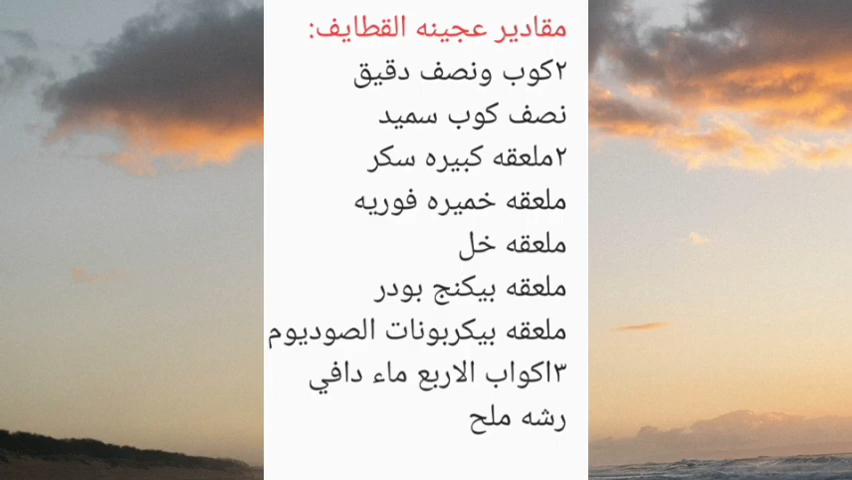 مقادير عجينه القطايف:
٢كوب ونصف دقيق
نصف كوب سميد
٢ملعقه كبيره سكر
ملعقه خميره فوريه
ملعقه خل
ملعقه بيكنج بودر
ملعقه بيكربونات الصوديوم
٣اكواب الاربع ماء دافي
رشه ملح